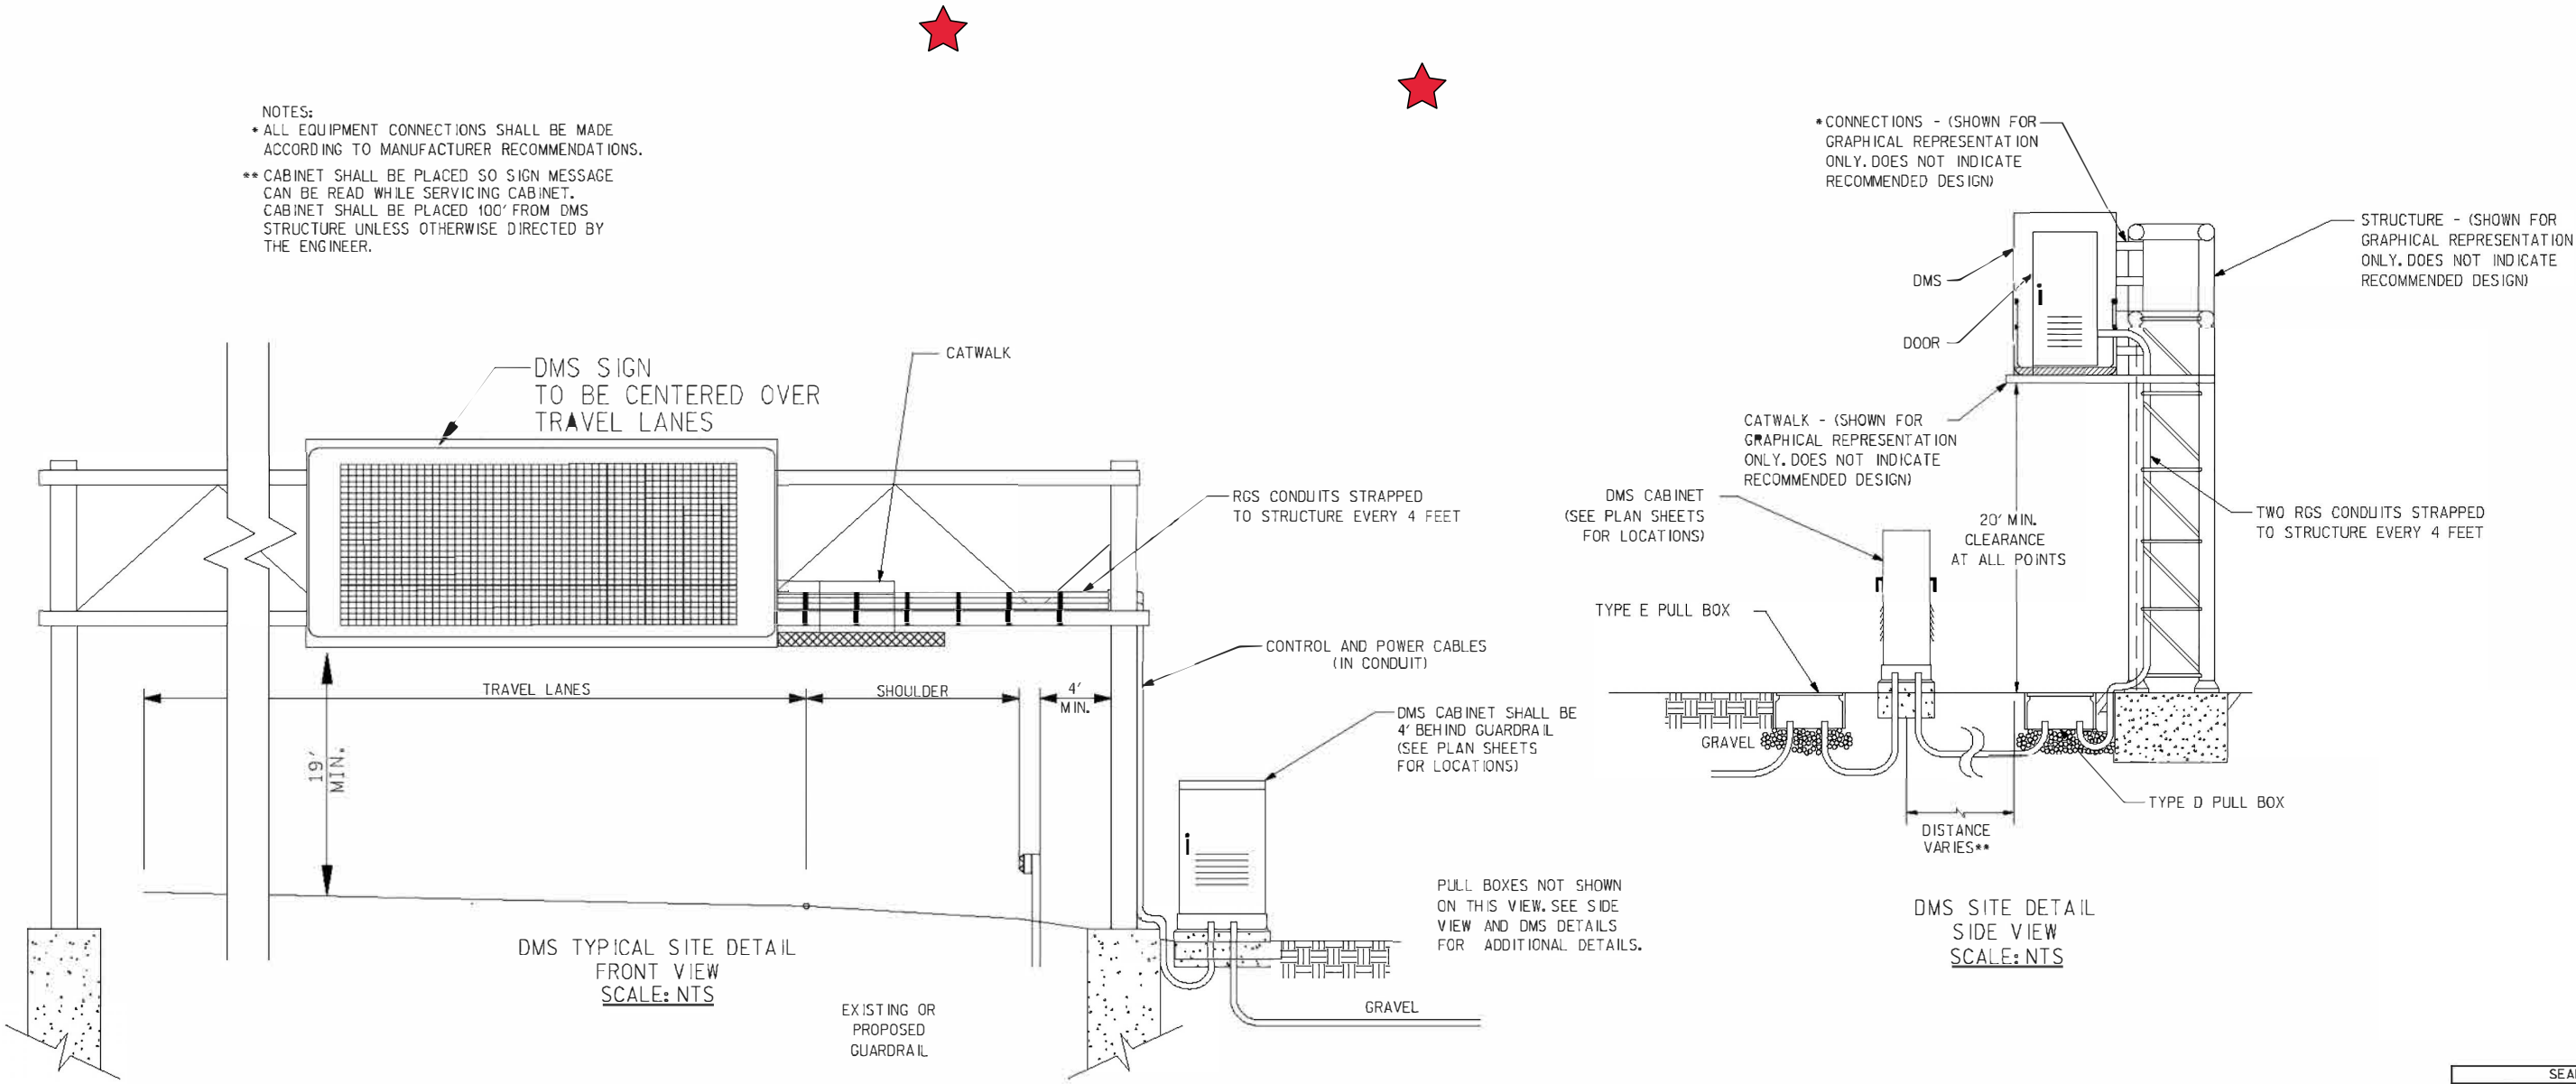 NOTES:
* ALL EQUIPMENT CONNECTIONS SHALL BE MADE
ACCORDING TO MANUFACTURER RECOMMENDATIONS.
** CABINET SHALL BE PLACED SO SIGN MESSAGE
CAN BE READ WHILE SERVICING CABINET.
CABINET SHALL BE PLACED 100' FROM DMS
STRUCTURE UNLESS OTHERWISE DIRECTED BY
THE ENGINEER.
DMS SIGN
TO BE CENTERED OVER
TRAVEL LANES
CATWALK
RGS CONDUITS STRAPPED
TO STRUCTURE EVERY 4 FEET
CONTROL AND POWER CABLES
(IN CONDUIT)
TRAVEL LANES
SHOULDER
4'
MIN.
19'
MIN.
DMS CABINET SHALL BE
4' BEHIND GUARDRAIL
(SEE PLAN SHEETS
FOR LOCATIONS)
PULL BOXES NOT SHOWN
ON THIS VIEW. SEE SIDE
VIEW AND DMS DETAILS
FOR ADDITIONAL DETAILS.
GRAVEL
DMS TYPICAL SITE DETAIL
FRONT VIEW
SCALE: NTS
EXISTING OR
PROPOSED
GUARDRAIL
* CONNECTIONS - (SHOWN FOR
GRAPHICAL REPRESENTATION
ONLY. DOES NOT INDICATE
RECOMMENDED DESIGN)
STRUCTURE - (SHOWN FOR
GRAPHICAL REPRESENTATION
ONLY. DOES NOT INDICATE
RECOMMENDED DESIGN)
DMS
DOOR
CATWALK - (SHOWN FOR
GRAPHICAL REPRESENTATION
ONLY. DOES NOT INDICATE
RECOMMENDED DESIGN)
DMS CABINET
(SEE PLAN SHEETS
FOR LOCATIONS)
20' MIN.
CLEARANCE
AT ALL POINTS
TWO RGS CONDUITS STRAPPED
TO STRUCTURE EVERY 4 FEET
TYPE E PULL BOX
GRAVEL
TYPE D PULL BOX
DISTANCE
VARIES**
DMS SITE DETAIL
SIDE VIEW
SCALE: NTS